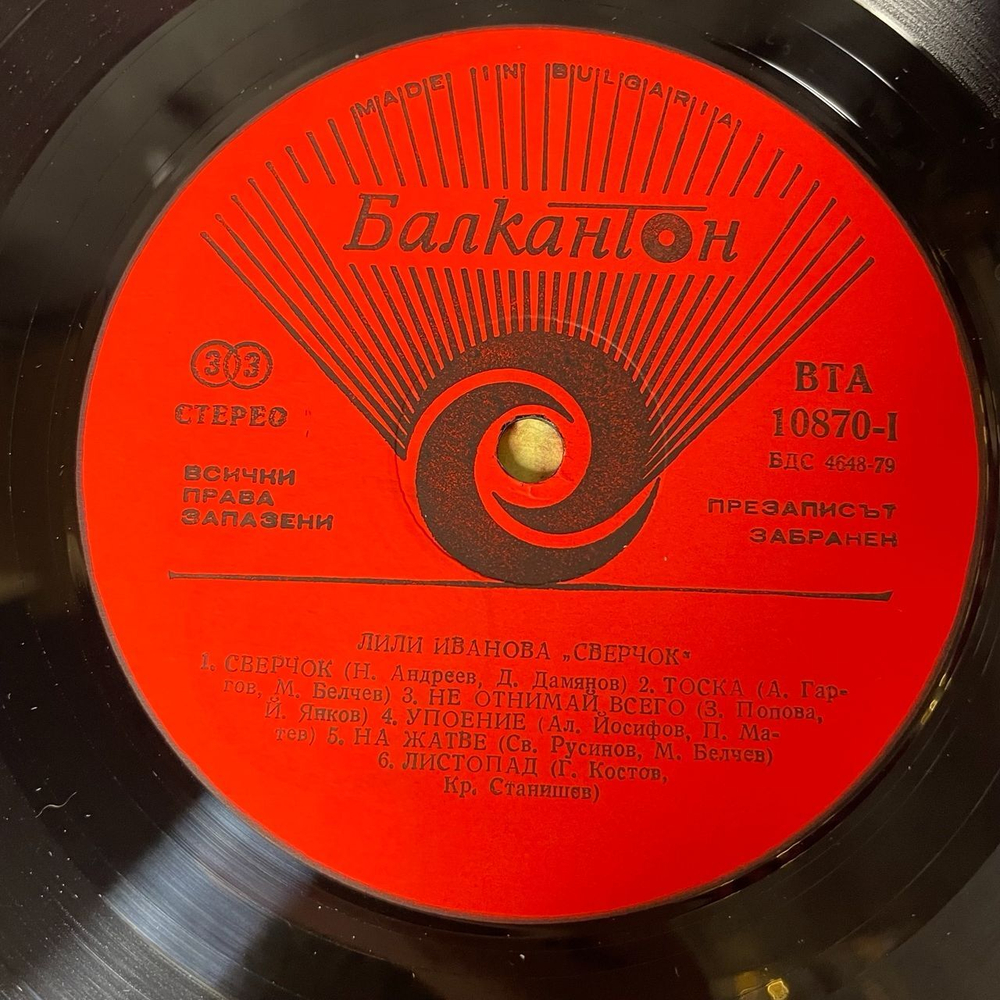 MADE IN BULGARIA
Балкантон
33
СТЕРЕО
ВСИЧКИ
ПРАВА
ЗАПАЗЕНИ
ВТА
10870-I
БДС 4648-79
ПРЕЗАПИСЪТ
ЗАБРАНЕН
ЛИЛИ ИВАНОВА „СВЕРЧОК“
1. СВЕРЧОК (Н. Андреев, Д. Дамянов) 2. ТОСКА (А. Гар-
гов, М. Белчев) 3. НЕ ОТНИМАЙ ВСЕГО (З. Попова,
Й. Янков) 4. УПОЕНИЕ (Ал. Йосифов, П. Ма-
тев) 5. НА ЖАТВЕ (Св. Русинов, М. Белчев)
6. ЛИСТОПАД (Г. Костов,
Кр. Станишев)